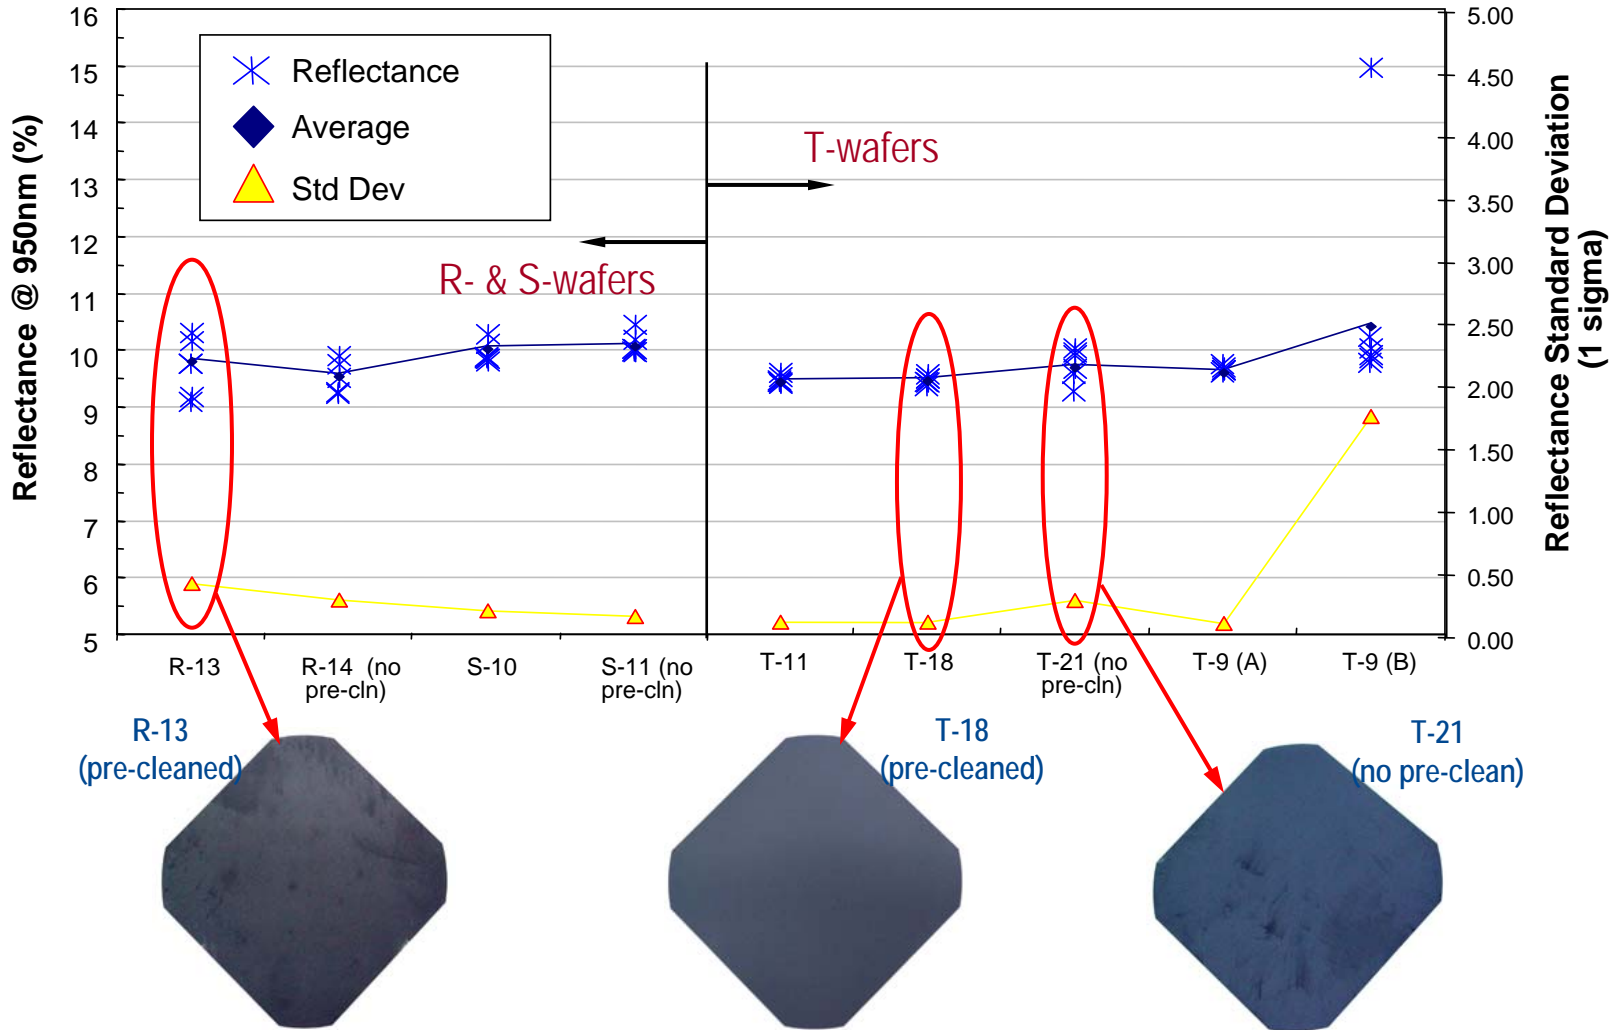 16
15
14
13
12
11
10
9
8
7
6
5
Reflectance @ 950nm (%)
Reflectance
Average
Std Dev
R- & S-wafers
T-wafers
5.00
4.50
4.00
3.50
3.00
2.50
2.00
1.50
1.00
0.50
0.00
Reflectance Standard Deviation
(1 sigma)
R-13
R-14 (no
pre-cln)
S-10
S-11 (no
pre-cln)
T-11
T-18
T-21 (no
pre-cln)
T-9 (A)
T-9 (B)
R-13
(pre-cleaned)
T-18
(pre-cleaned)
T-21
(no pre-clean)